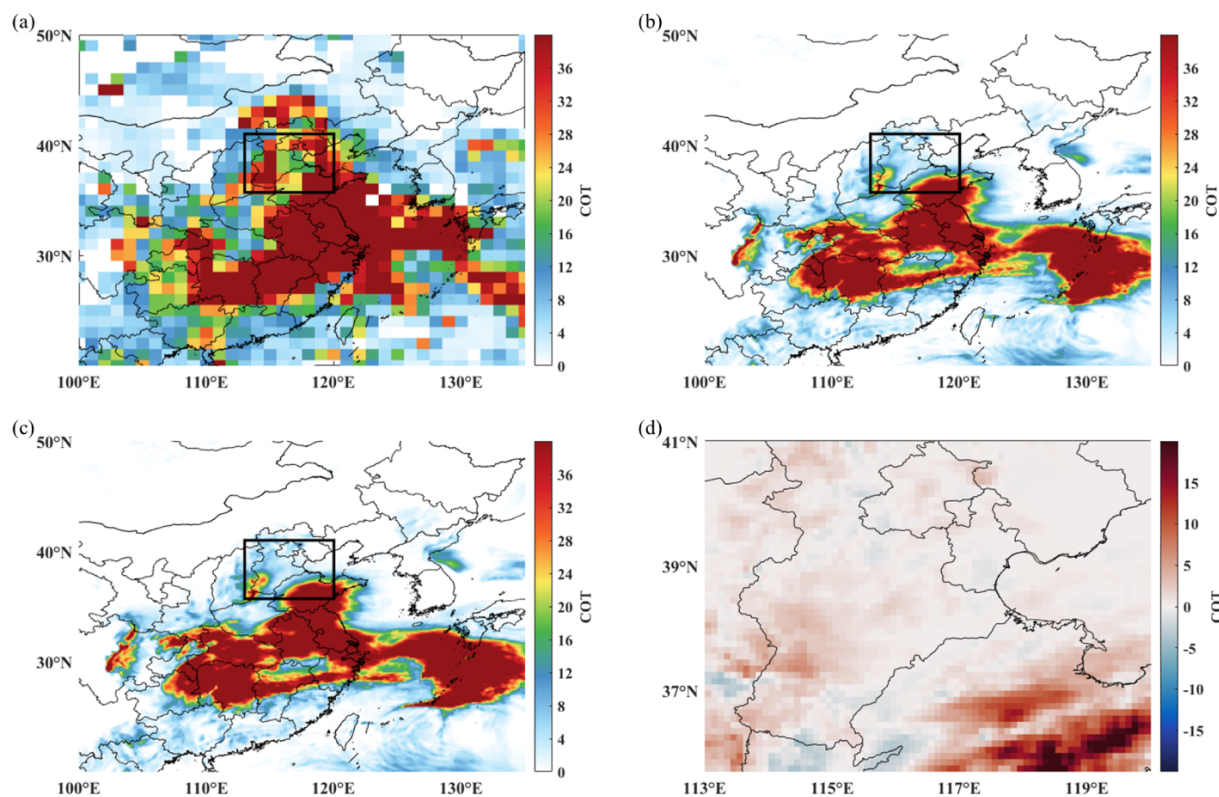 (a)
50°N
40°N
30°N
100°E 110°E 120°E 130°E
36
32
28
24
20
16
12
8
4
0
COT
(b)
50°N
40°N
30°N
100°E 110°E 120°E 130°E
36
32
28
24
20
16
12
8
4
0
COT
(c)
50°N
40°N
30°N
100°E 110°E 120°E 130°E
36
32
28
24
20
16
12
8
4
0
COT
(d)
41°N
39°N
37°N
113°E 115°E 117°E 119°E
15
10
5
0
-5
-10
-15
COT